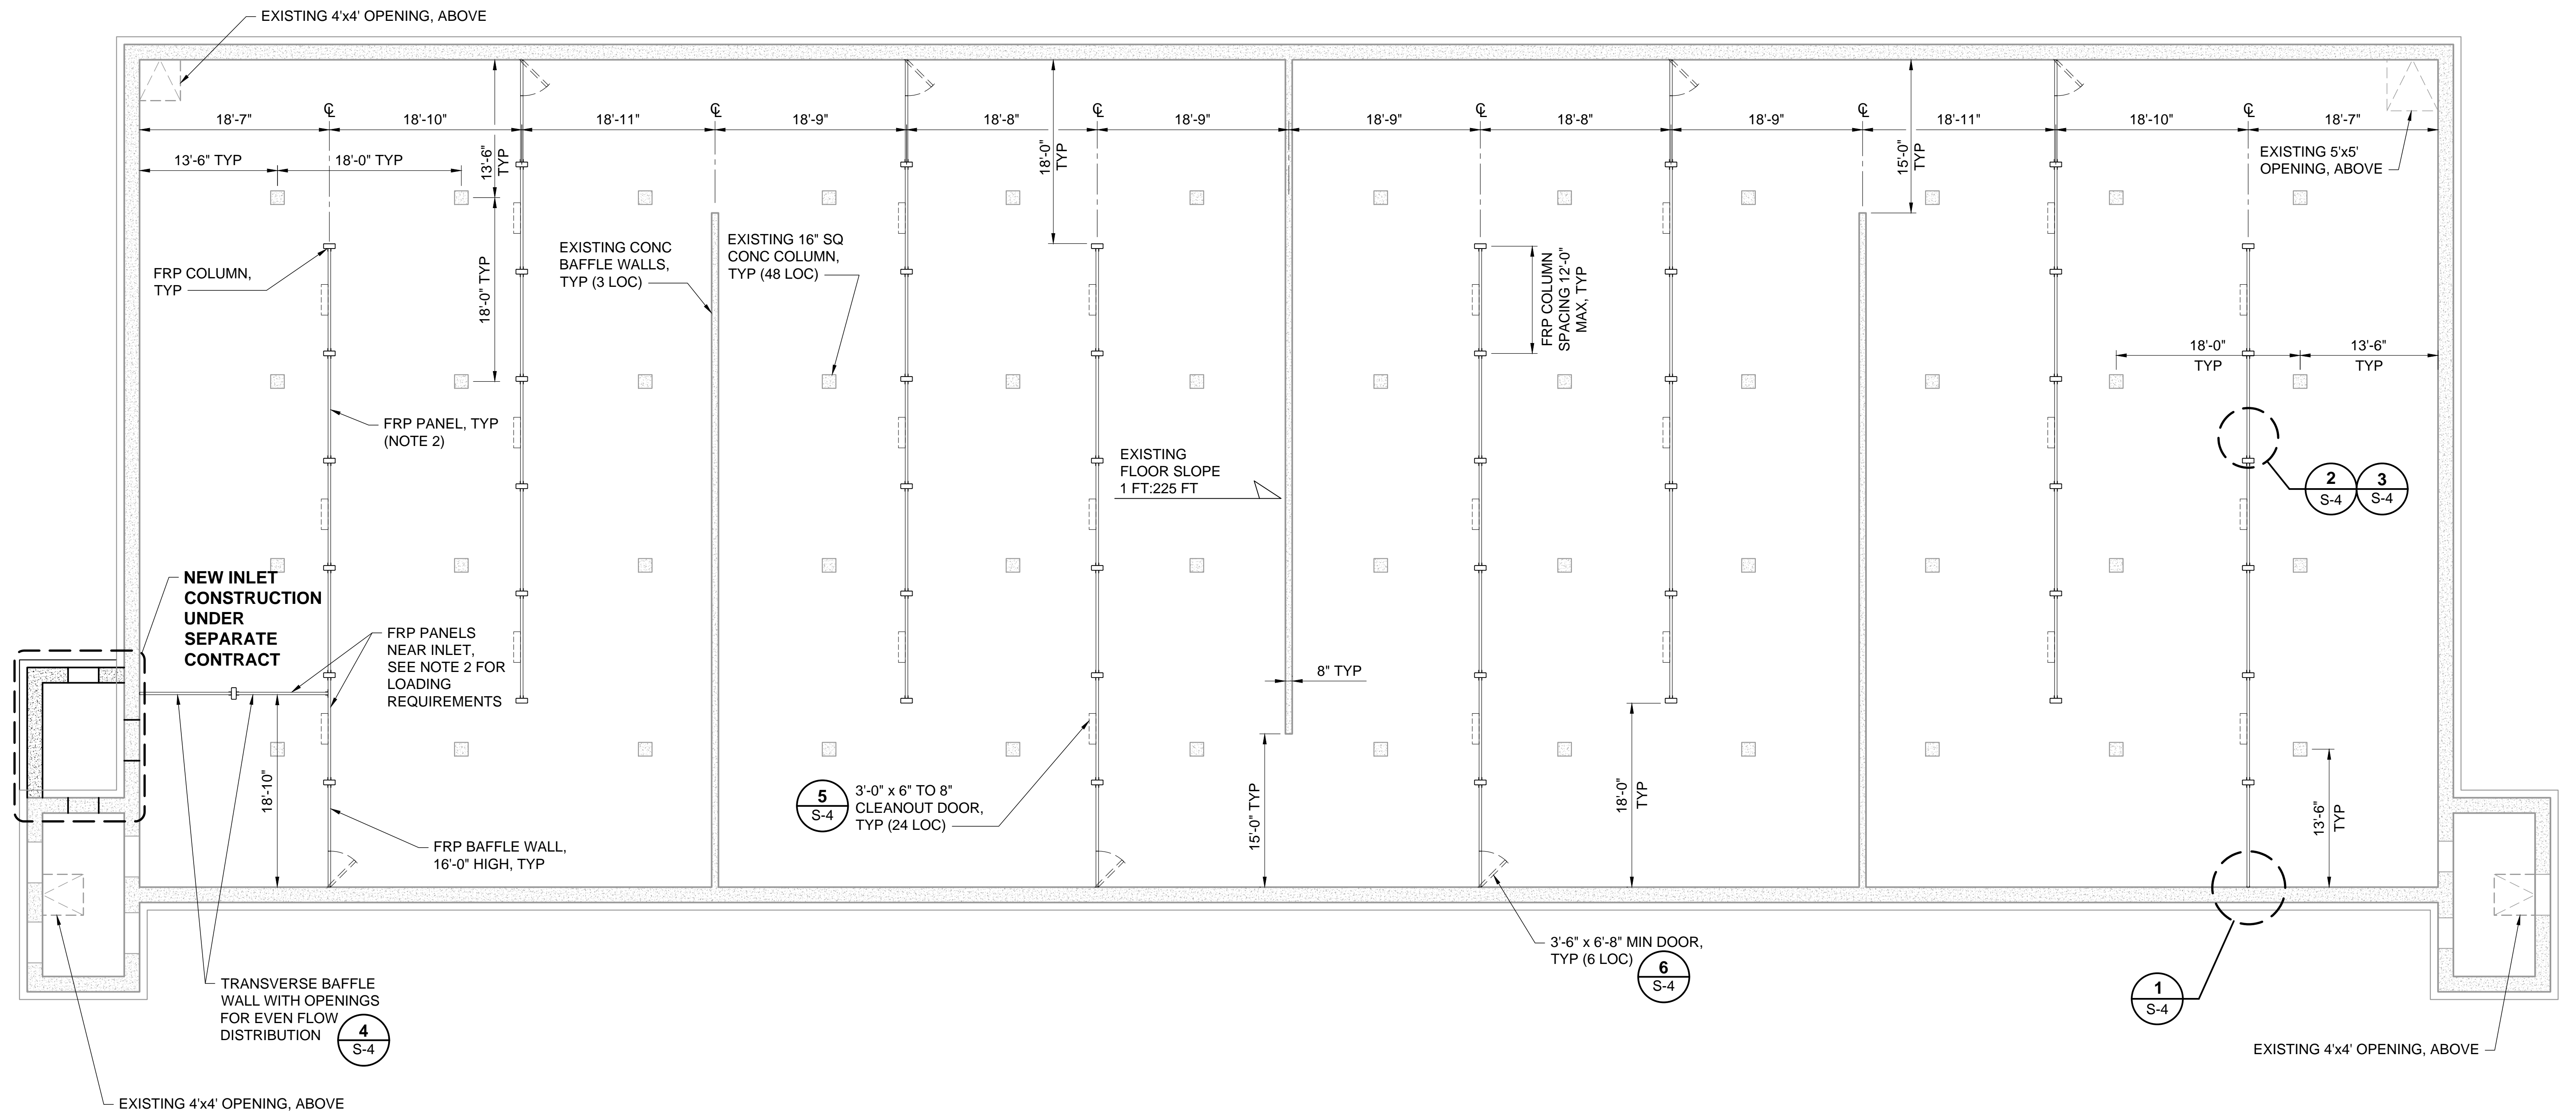 EXISTING 4'x4' OPENING, ABOVE
℄
℄
℄
℄
℄
℄
18'-7"
18'-10"
18'-11"
18'-9"
18'-8"
18'-9"
18'-9"
18'-8"
18'-9"
18'-11"
18'-10"
18'-7"
13'-6" TYP
18'-0" TYP
13'-6"
TYP
18'-0"
TYP
15'-0"
TYP
EXISTING 5'x5'
OPENING, ABOVE
FRP COLUMN,
TYP
18'-0" TYP
EXISTING CONC
BAFFLE WALLS,
TYP (3 LOC)
EXISTING 16" SQ
CONC COLUMN,
TYP (48 LOC)
FRP COLUMN
SPACING 12'-0"
MAX, TYP
18'-0"
TYP
13'-6"
TYP
FRP PANEL, TYP
(NOTE 2)
EXISTING
FLOOR SLOPE
1 FT:225 FT
2
S-4
3
S-4
NEW INLET
CONSTRUCTION
UNDER
SEPARATE
CONTRACT
FRP PANELS
NEAR INLET,
SEE NOTE 2 FOR
LOADING
REQUIREMENTS
8" TYP
18'-10"
5
S-4
3'-0" x 6" TO 8"
CLEANOUT DOOR,
TYP (24 LOC)
15'-0" TYP
18'-0"
TYP
13'-6"
TYP
FRP BAFFLE WALL,
16'-0" HIGH, TYP
3'-6" x 6'-8" MIN DOOR,
TYP (6 LOC)
6
S-4
1
S-4
TRANSVERSE BAFFLE
WALL WITH OPENINGS
FOR EVEN FLOW
DISTRIBUTION
4
S-4
EXISTING 4'x4' OPENING, ABOVE
EXISTING 4'x4' OPENING, ABOVE